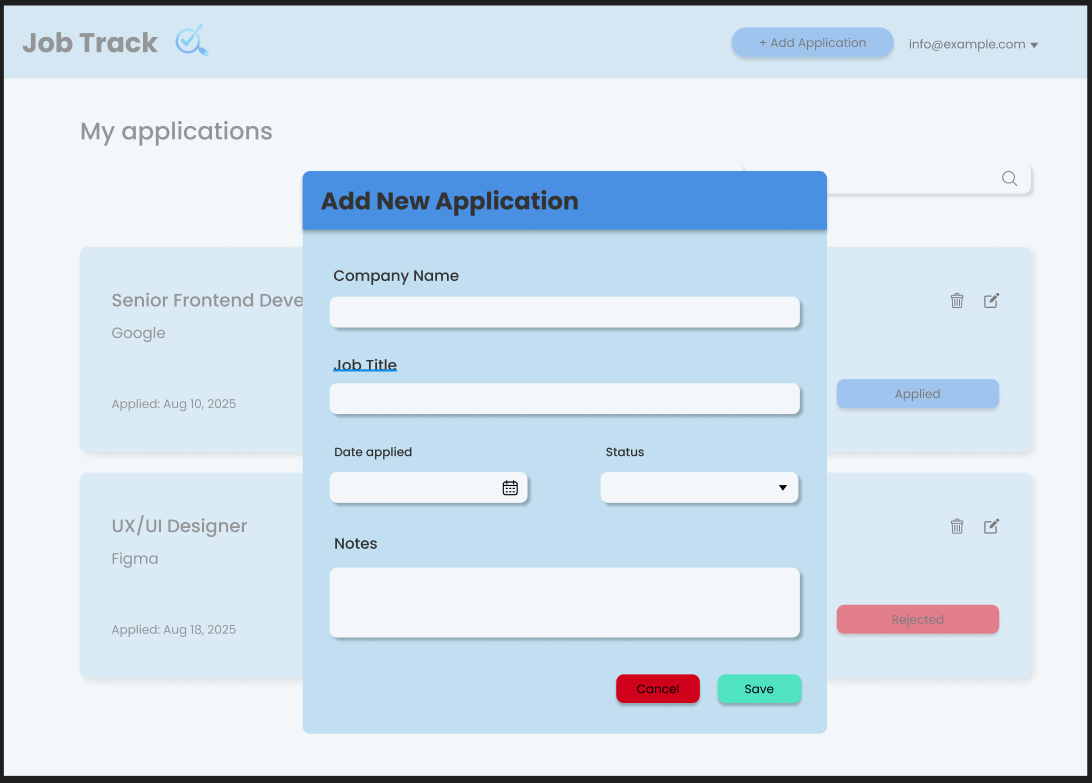 Job Track
+ Add Application
info@example.com
My applications
Add New Application
Company Name
Job Title
Date applied
Status
Notes
Cancel
Save
Senior Frontend Deve
Google
Applied: Aug 10, 2025
Applied
UX/UI Designer
Figma
Applied: Aug 18, 2025
Rejected